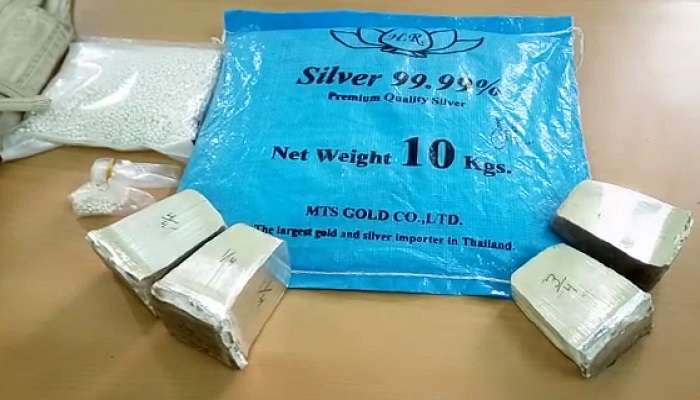 Silver 99.99%
Premium Quality Silver
Net Weight 10 Kgs.
MTS GOLD CO.,LTD.
The largest gold and silver importer in Thailand.